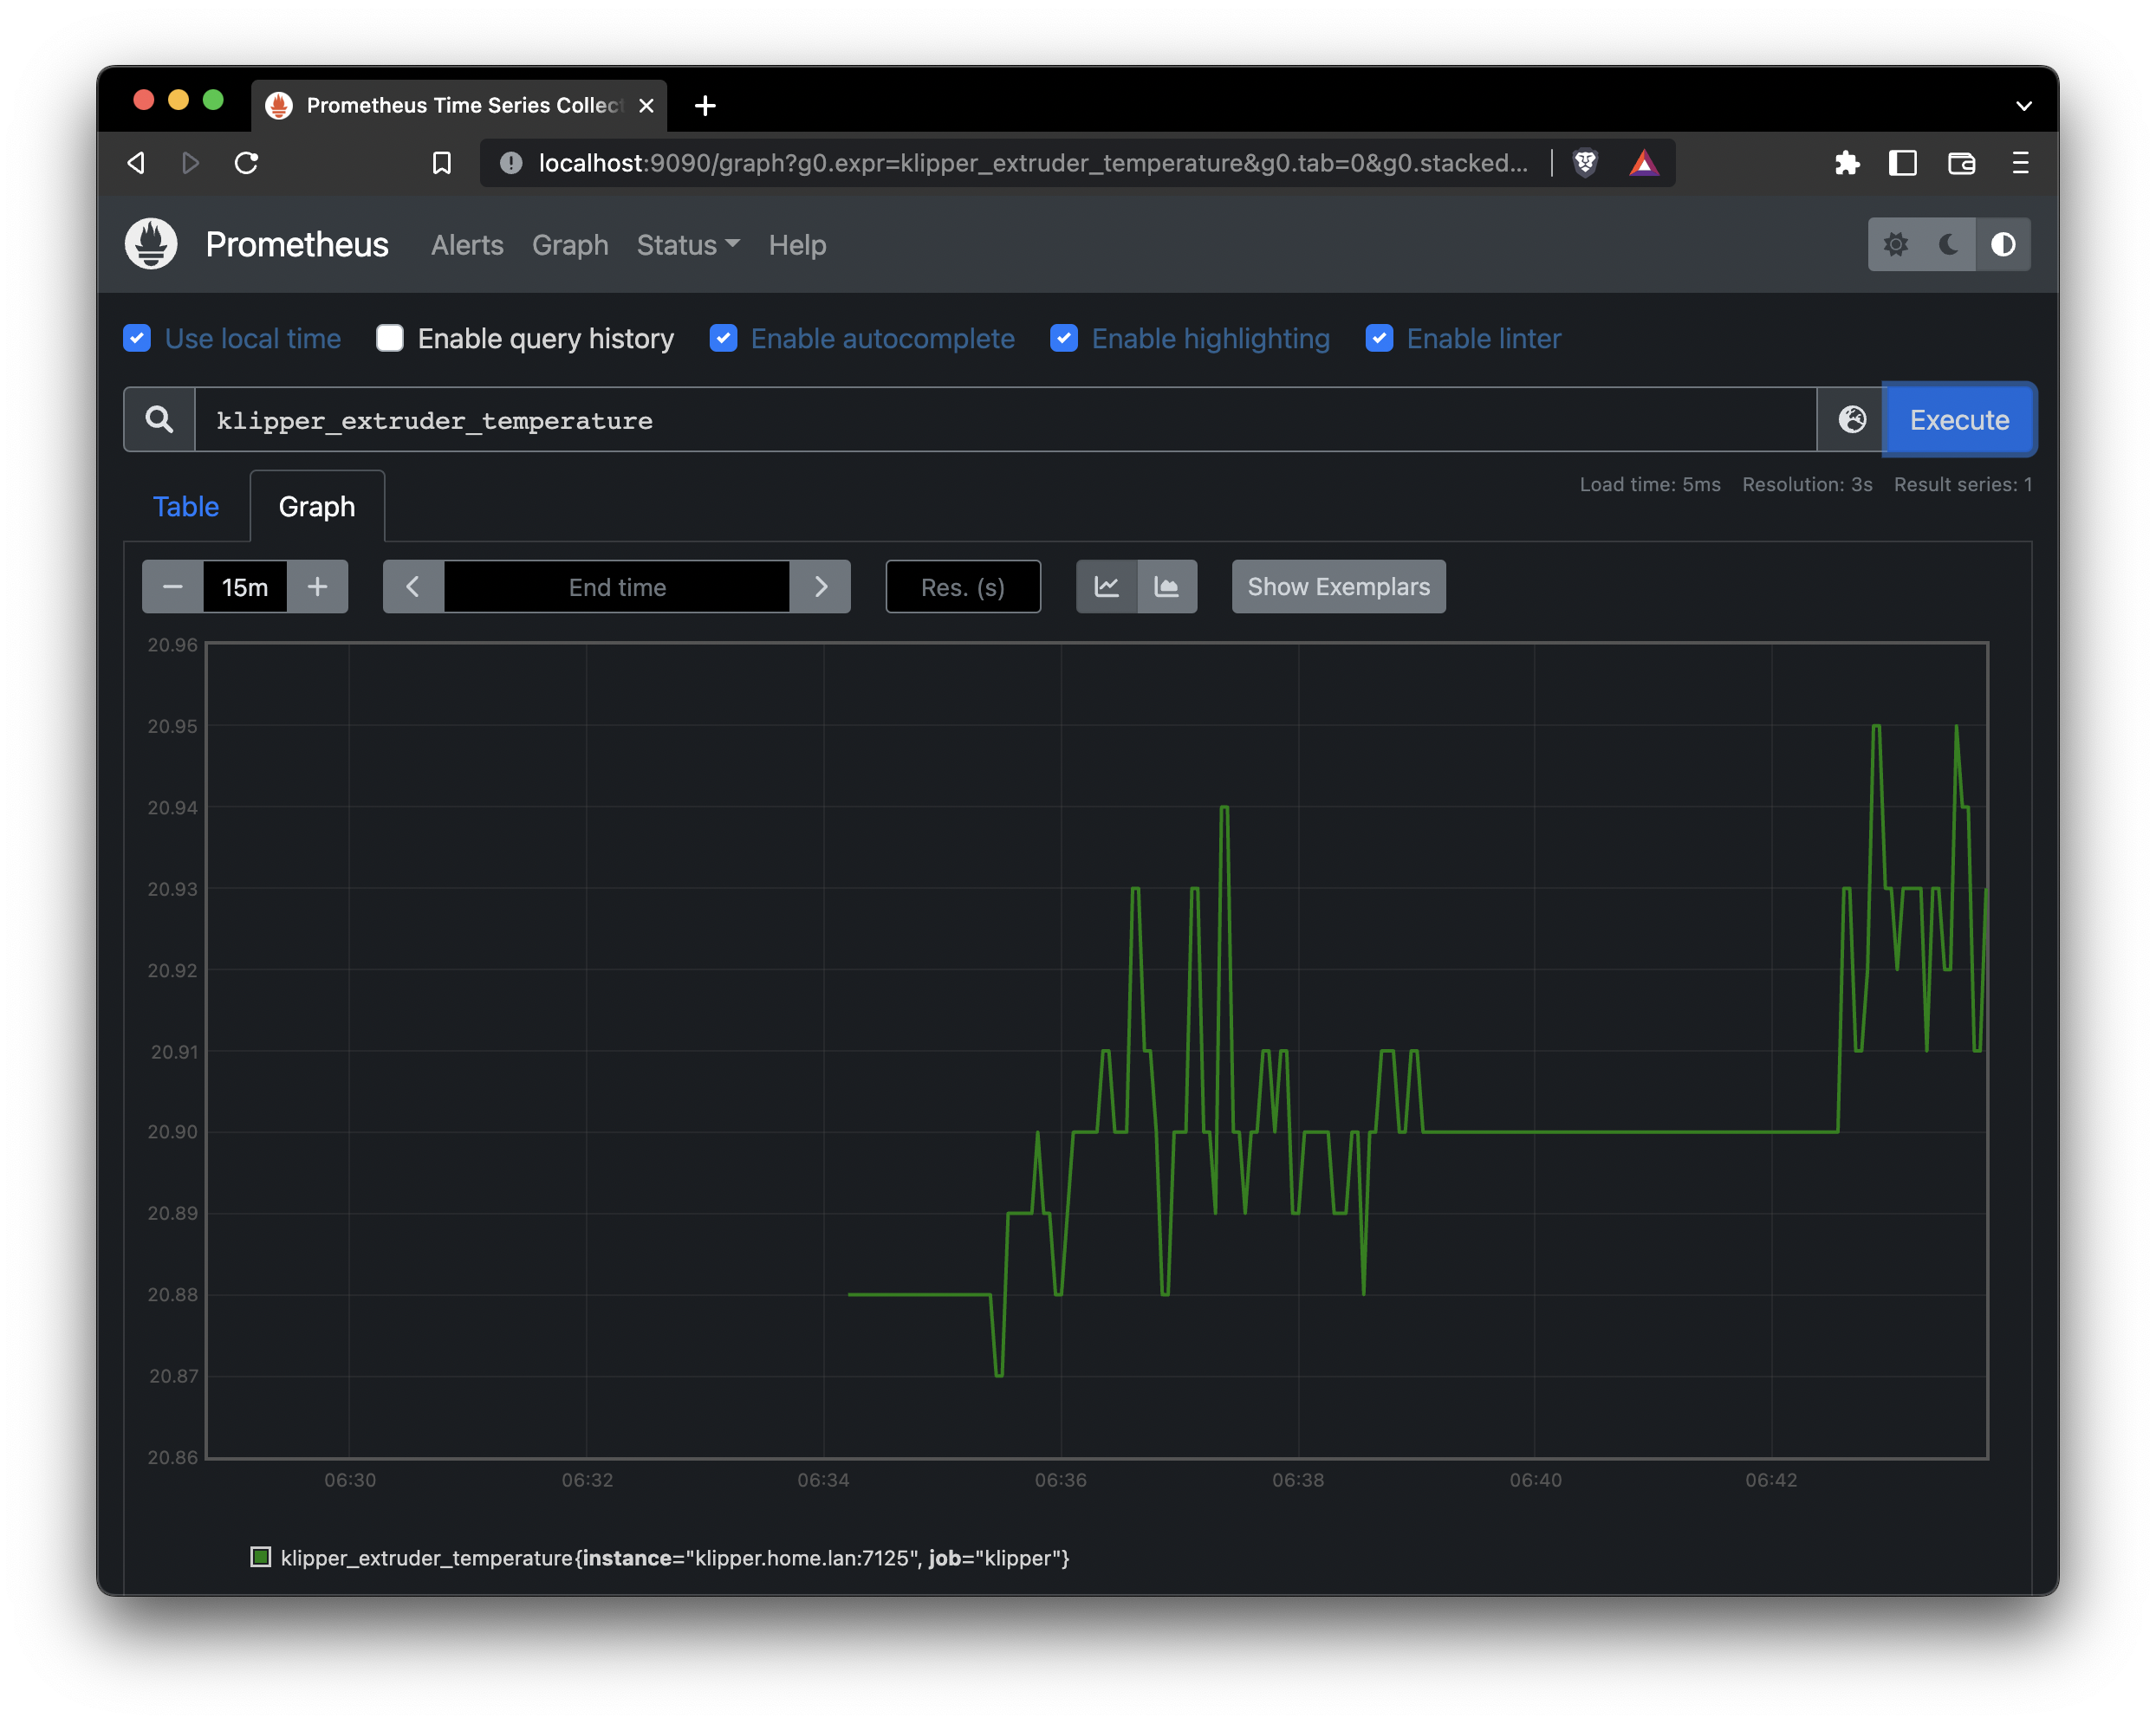 Prometheus Time Series Collect
localhost:9090/graph?g0.expr=klipper_extruder_temperature&g0.tab=0&g0.stacked...
Prometheus Alerts Graph Status Help
Use local time Enable query history Enable autocomplete Enable highlighting Enable linter
klipper_extruder_temperature Execute
Load time: 5ms Resolution: 3s Result series: 1
Table Graph
15m End time Res. (s) Show Exemplars
20.96
20.95
20.94
20.93
20.92
20.91
20.90
20.89
20.88
20.87
20.86
06:30 06:32 06:34 06:36 06:38 06:40 06:42
klipper_extruder_temperature{instance="klipper.home.lan:7125", job="klipper"}